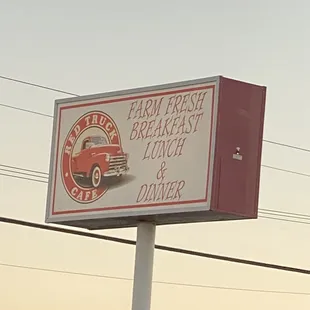 RED TRUCK
CAFE
FARM FRESH
BREAKFAST
LUNCH
&
DINNER